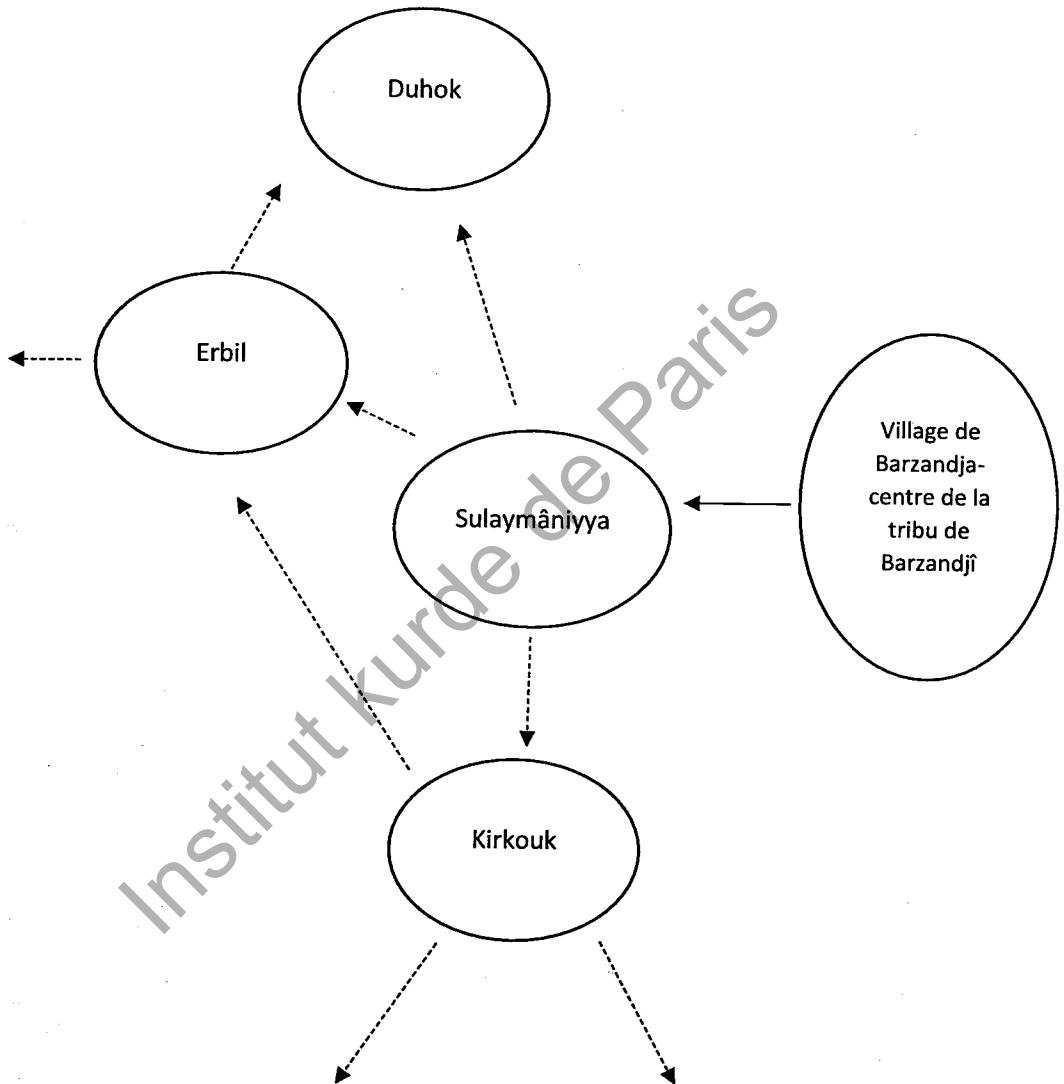 Duhok
Erbil
Sulaymâniyya
Village de
Barzandja-
centre de la
tribu de
Barzandjî
Kirkouk
Institut kurde de Paris